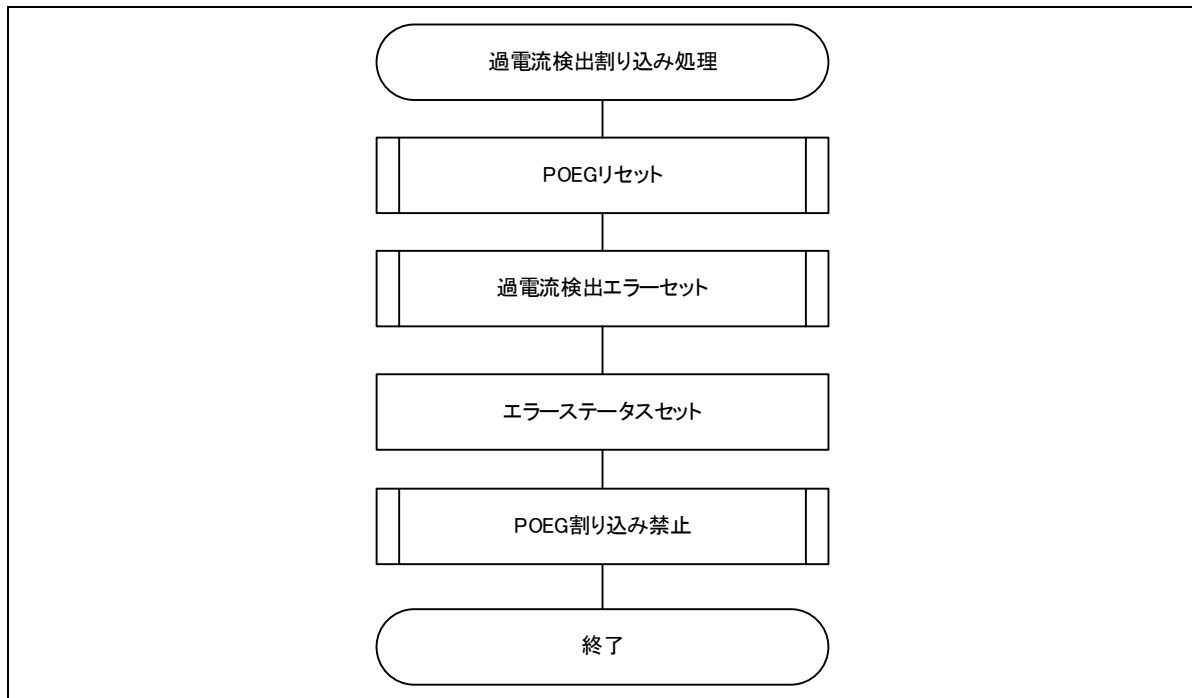 過電流検出割り込み処理
POEGリセット
過電流検出エラーセット
エラーステータスセット
POEG割り込み禁止
終了